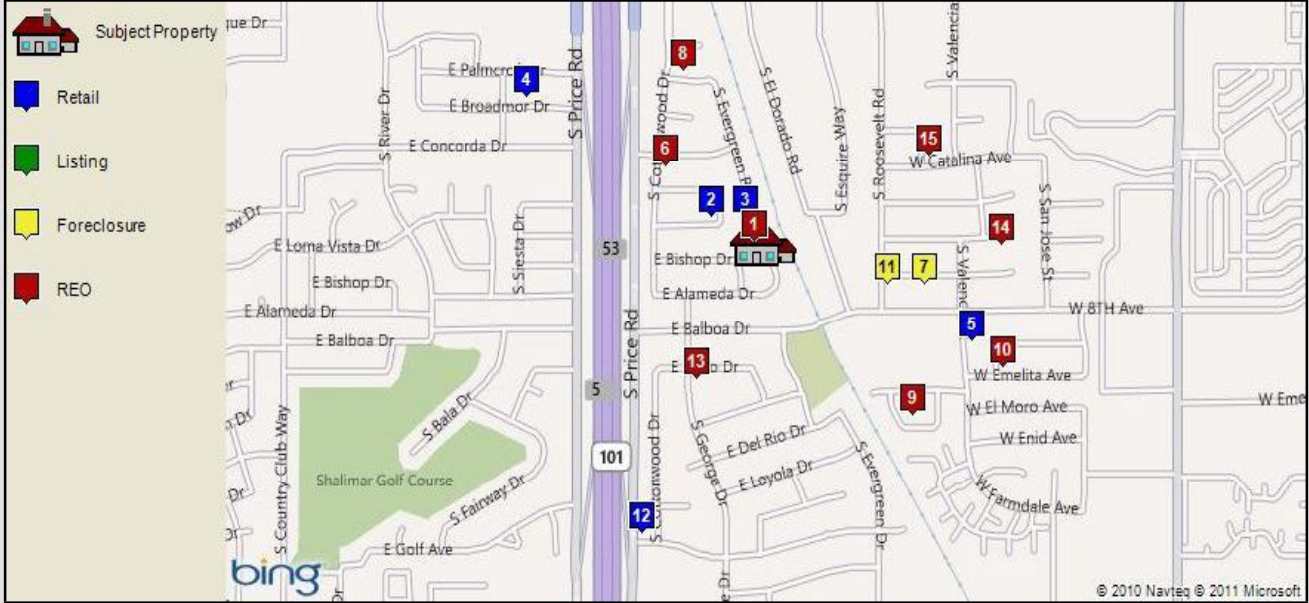 Subject Property
Retail
Listing
Foreclosure
REO
que Dr
E Broadmor Dr
S River Dr
E Concorda Dr
S Price Rd
S Evergreen R
S El Dorado Rd
S Esquire Way
S Roosevelt Rd
S Valencia
W Catalina Ave
S San Jose St
ow Dr
E Loma Vista Dr
S Siesta Dr
E Bishop Dr
E Alameda Dr
E Balboa Dr
53
E Bishop Dr
E Alameda Dr
E Balboa Dr
S Valenc
W 8TH Ave
S Price Rd
5
101
S Country Club Way
S Bala Dr
Shalimar Golf Course
S Fairway Dr
E Golf Ave
S George Dr
E Del Rio Dr
E Loyola Dr
S Evergreen Dr
W Emelita Ave
W El Moro Ave
W Enid Ave
W Farmdale Ave
W Eme
4
8
6
2
3
1
15
14
11
7
5
10
13
9
12
bing
© 2010 Navteq © 2011 Microsoft